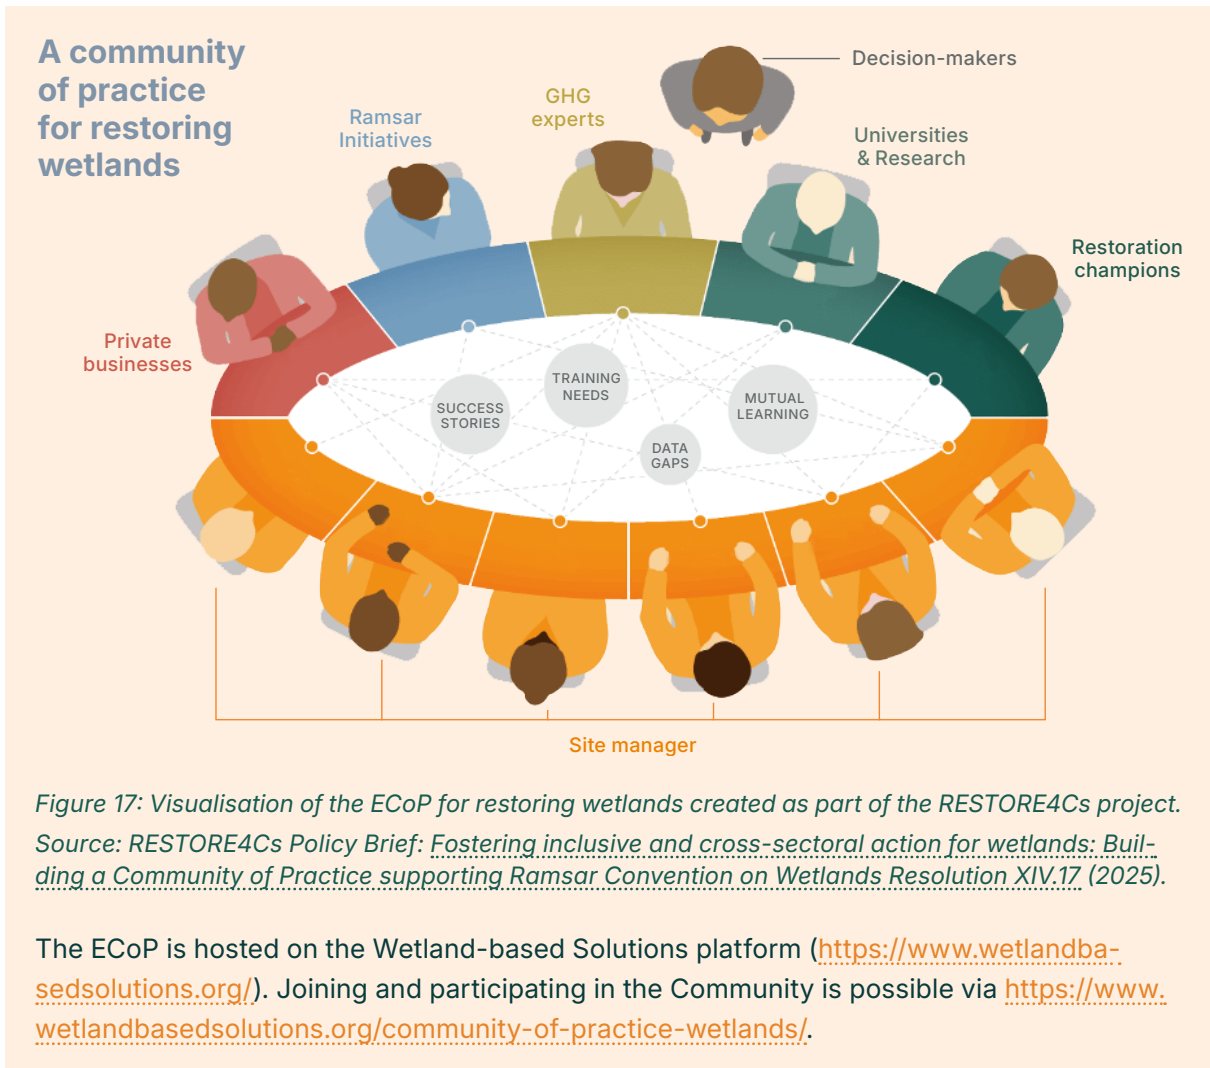 A community
of practice
for restoring
wetlands
Decision-makers
GHG
experts
Ramsar
Initiatives
Universities
& Research
Restoration
champions
Private
businesses
TRAINING
NEEDS
SUCCESS
STORIES
MUTUAL
LEARNING
DATA
GAPS
Site manager
Figure 17: Visualisation of the ECoP for restoring wetlands created as part of the RESTORE4Cs project.
Source: RESTORE4Cs Policy Brief: Fostering inclusive and cross-sectoral action for wetlands: Buil-
ding a Community of Practice supporting Ramsar Convention on Wetlands Resolution XIV.17 (2025).
The ECoP is hosted on the Wetland-based Solutions platform (https://www.wetlandba-
sedsolutions.org/). Joining and participating in the Community is possible via https://www.
wetlandbasedsolutions.org/community-of-practice-wetlands/.